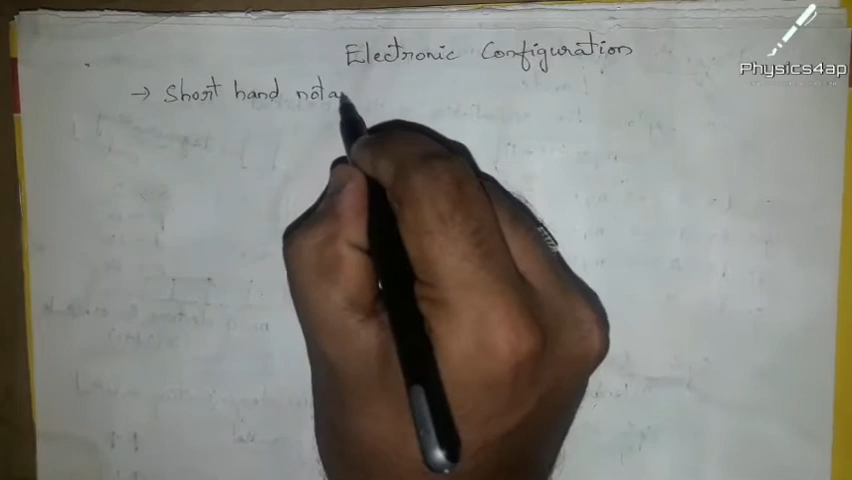 Physics4ap
Electronic Configuration
→ Short hand nota